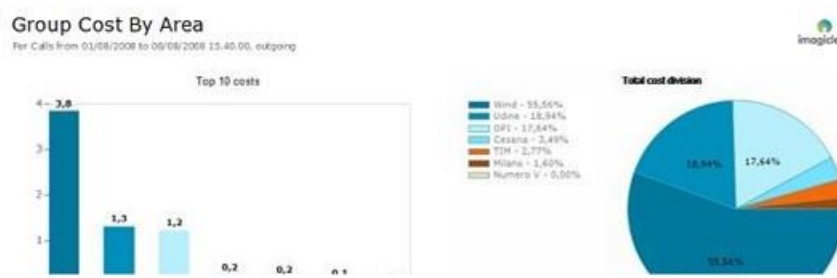 Group Cost By Area
Per Calls from 01/08/2008 to 08/08/2008 15.40.00, outgoing
imagicle
Top 10 costs
4
3,8
3
2
1
1,3
1,2
0,2
0,2
0,1
Total cost division
Wind - 55,56%
Udine - 18,94%
OPI - 17,64%
Cesana - 3,49%
TIM - 2,77%
Milano - 1,60%
Numero V - 0,00%
18,94%
17,64%
55,56%